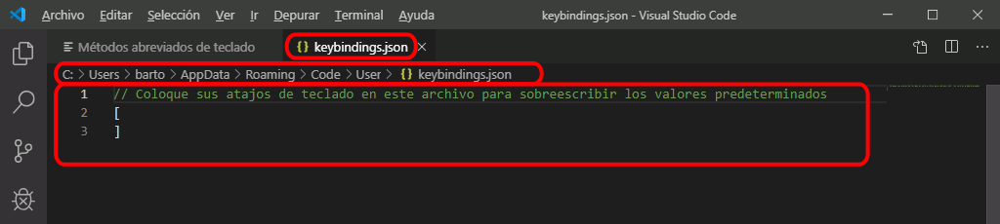 Archivo Editar Selección Ver Ir Depurar Terminal Ayuda keybindings.json - Visual Studio Code
Métodos abreviados de teclado {} keybindings.json ×
C: > Users > barto > AppData > Roaming > Code > User > {} keybindings.json
1 // Coloque sus atajos de teclado en este archivo para sobreescribir los valores predeterminados
2 [
3 ]